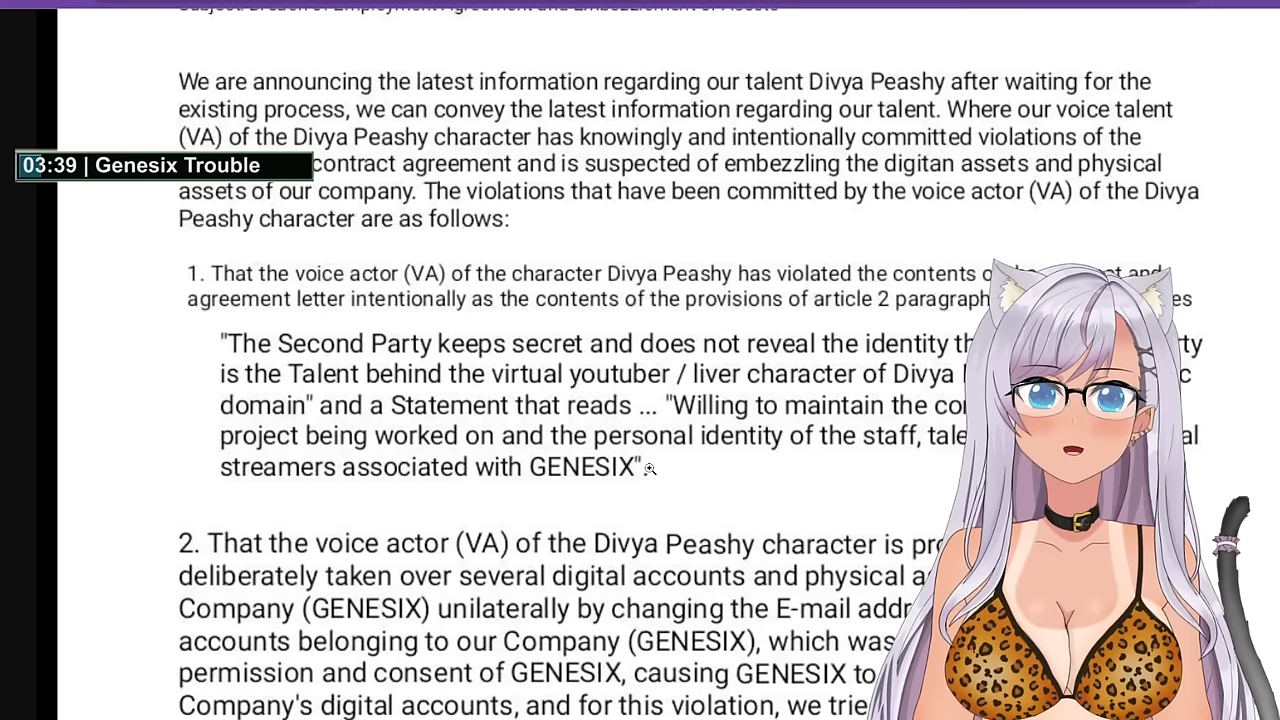 Subject: Breach of Employment Agreement and Embezzlement of Assets
We are announcing the latest information regarding our talent Divya Peashy after waiting for the
existing process, we can convey the latest information regarding our talent. Where our voice talent
(VA) of the Divya Peashy character has knowingly and intentionally committed violations of the
03:39 | Genesix Trouble
contract agreement and is suspected of embezzling the digitan assets and physical
assets of our company. The violations that have been committed by the voice actor (VA) of the Divya
Peashy character are as follows:
1. That the voice actor (VA) of the character Divya Peashy has violated the contents
agreement letter intentionally as the contents of the provisions of article 2 paragraph
"The Second Party keeps secret and does not reveal the identity
is the Talent behind the virtual youtuber / liver character of Divya
domain" and a Statement that reads ... "Willing to maintain the
project being worked on and the personal identity of the staff,
streamers associated with GENESIX".
2. That the voice actor (VA) of the Divya Peashy character is
deliberately taken over several digital accounts and physical
Company (GENESIX) unilaterally by changing the E-mail
accounts belonging to our Company (GENESIX), which was
permission and consent of GENESIX, causing GENESIX to
Company's digital accounts, and for this violation, we